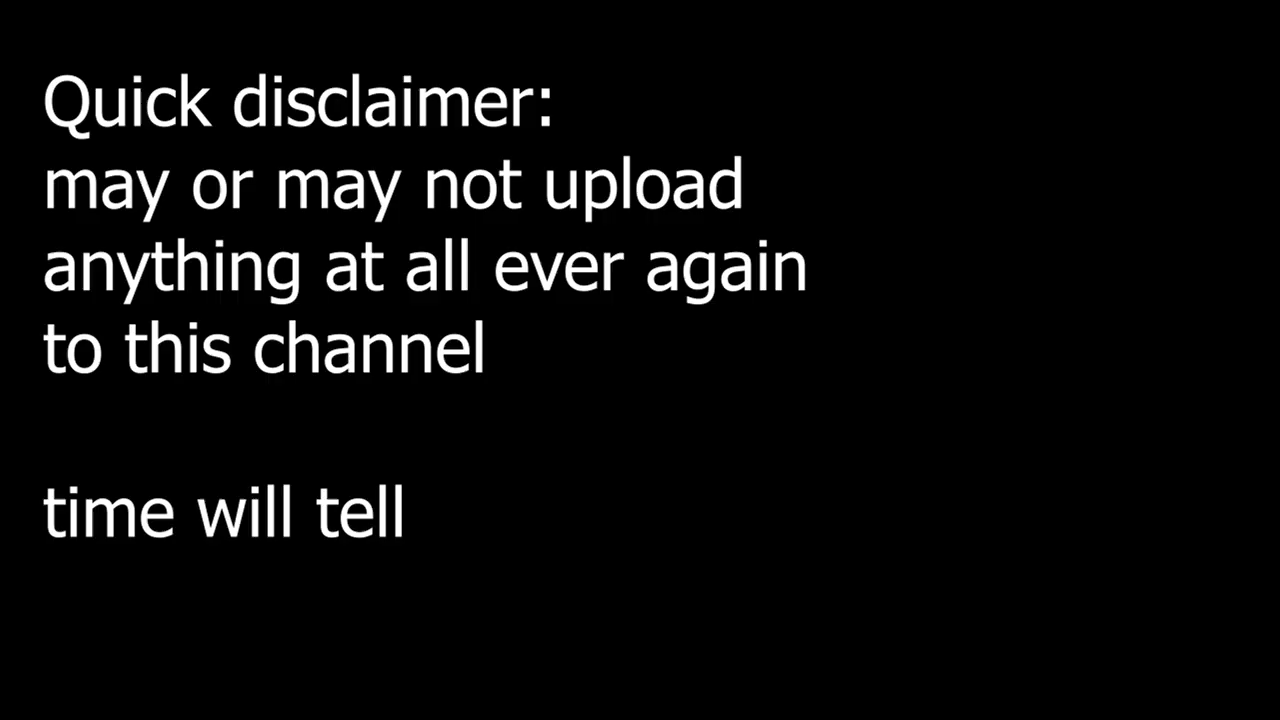 Quick disclaimer:
may or may not upload
anything at all ever again
to this channel
time will tell